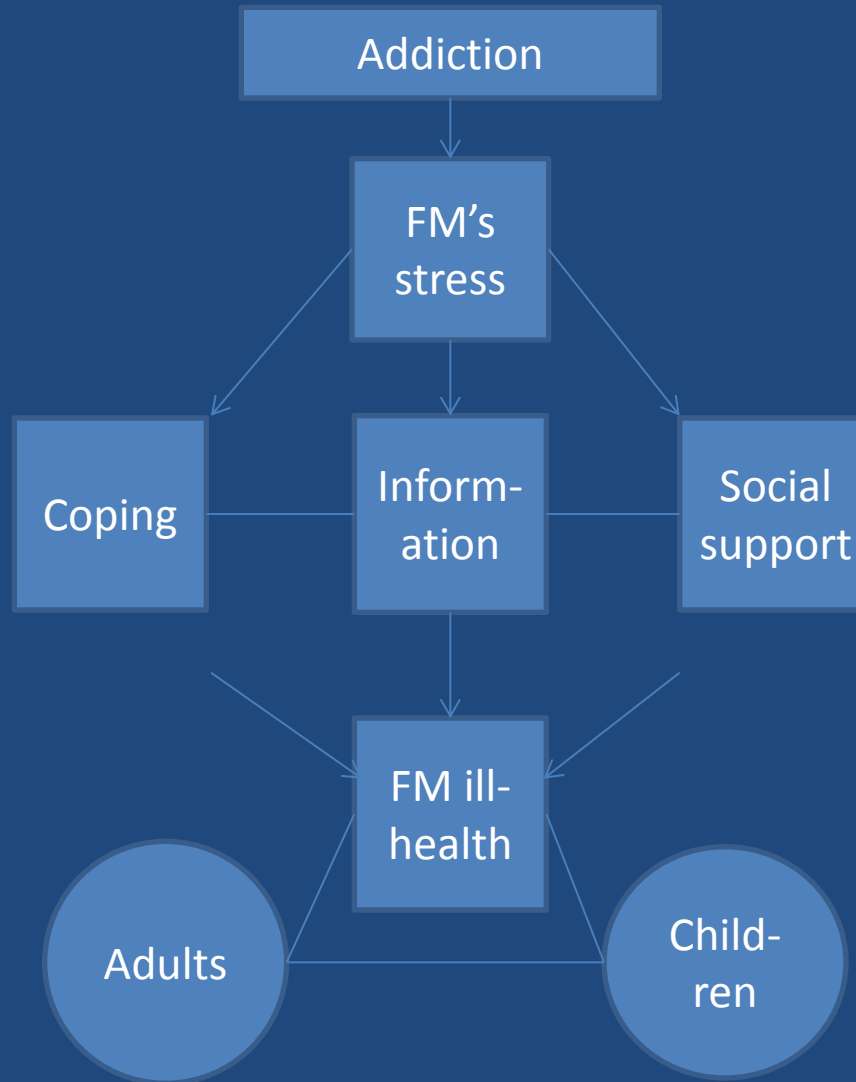 Addiction
FM’s
stress
Coping
Inform-
ation
Social
support
FM ill-
health
Adults
Child-
ren